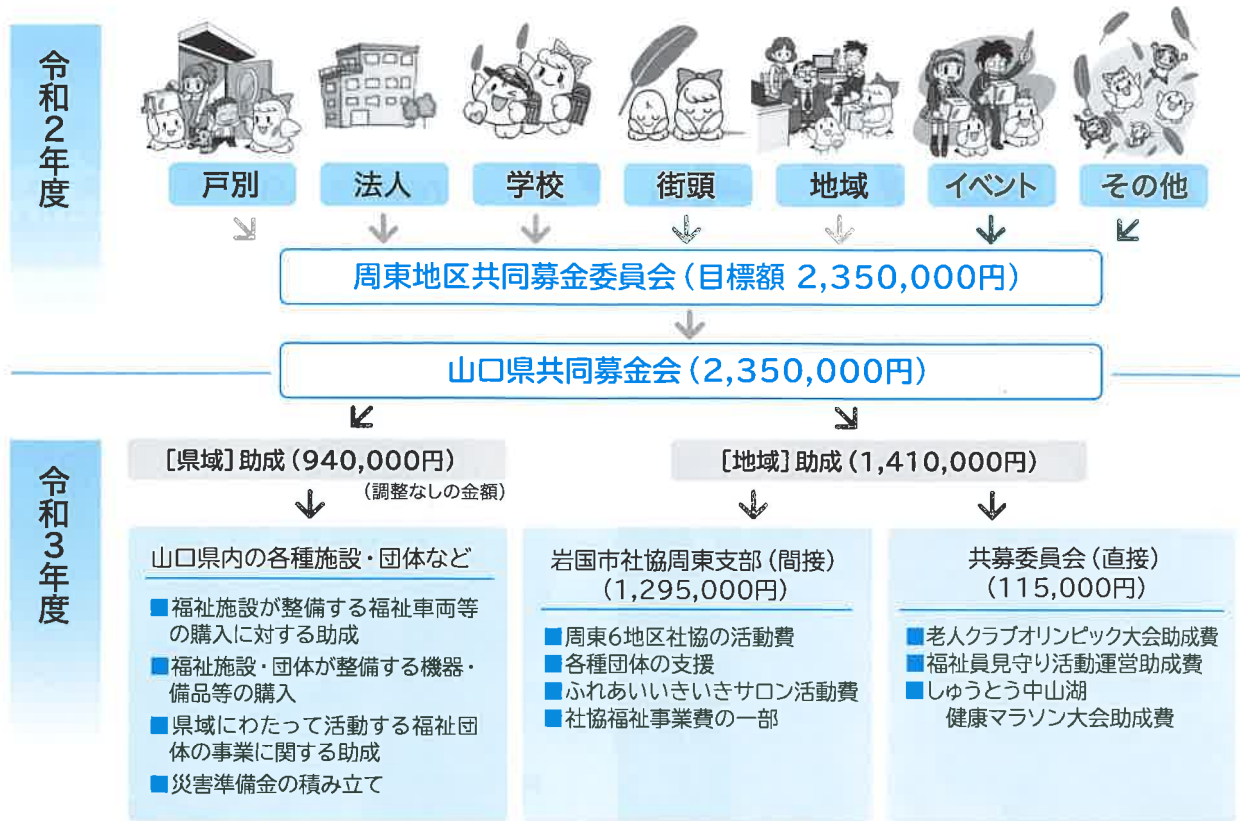 令和2年度
戸別
法人
学校
街頭
地域
イベント
その他
周東地区共同募金委員会(目標額 2,350,000円)
山口県共同募金会(2,350,000円)
令和3年度
[県域]助成(940,000円)
(調整なしの金額)
[地域]助成(1,410,000円)
山口県内の各種施設・団体など
■福祉施設が整備する福祉車両等
の購入に対する助成
■福祉施設・団体が整備する機器・
備品等の購入
■県域にわたって活動する福祉団
体の事業に関する助成
■災害準備金の積み立て
岩国市社協周東支部(間接)
(1,295,000円)
■周東6地区社協の活動費
■各種団体の支援
■ふれあいいきいきサロン活動費
■社協福祉事業費の一部
共募委員会(直接)
(115,000円)
■老人クラブオリンピック大会助成費
■福祉員見守り活動運営助成費
■しゅうとう中山湖
健康マラソン大会助成費